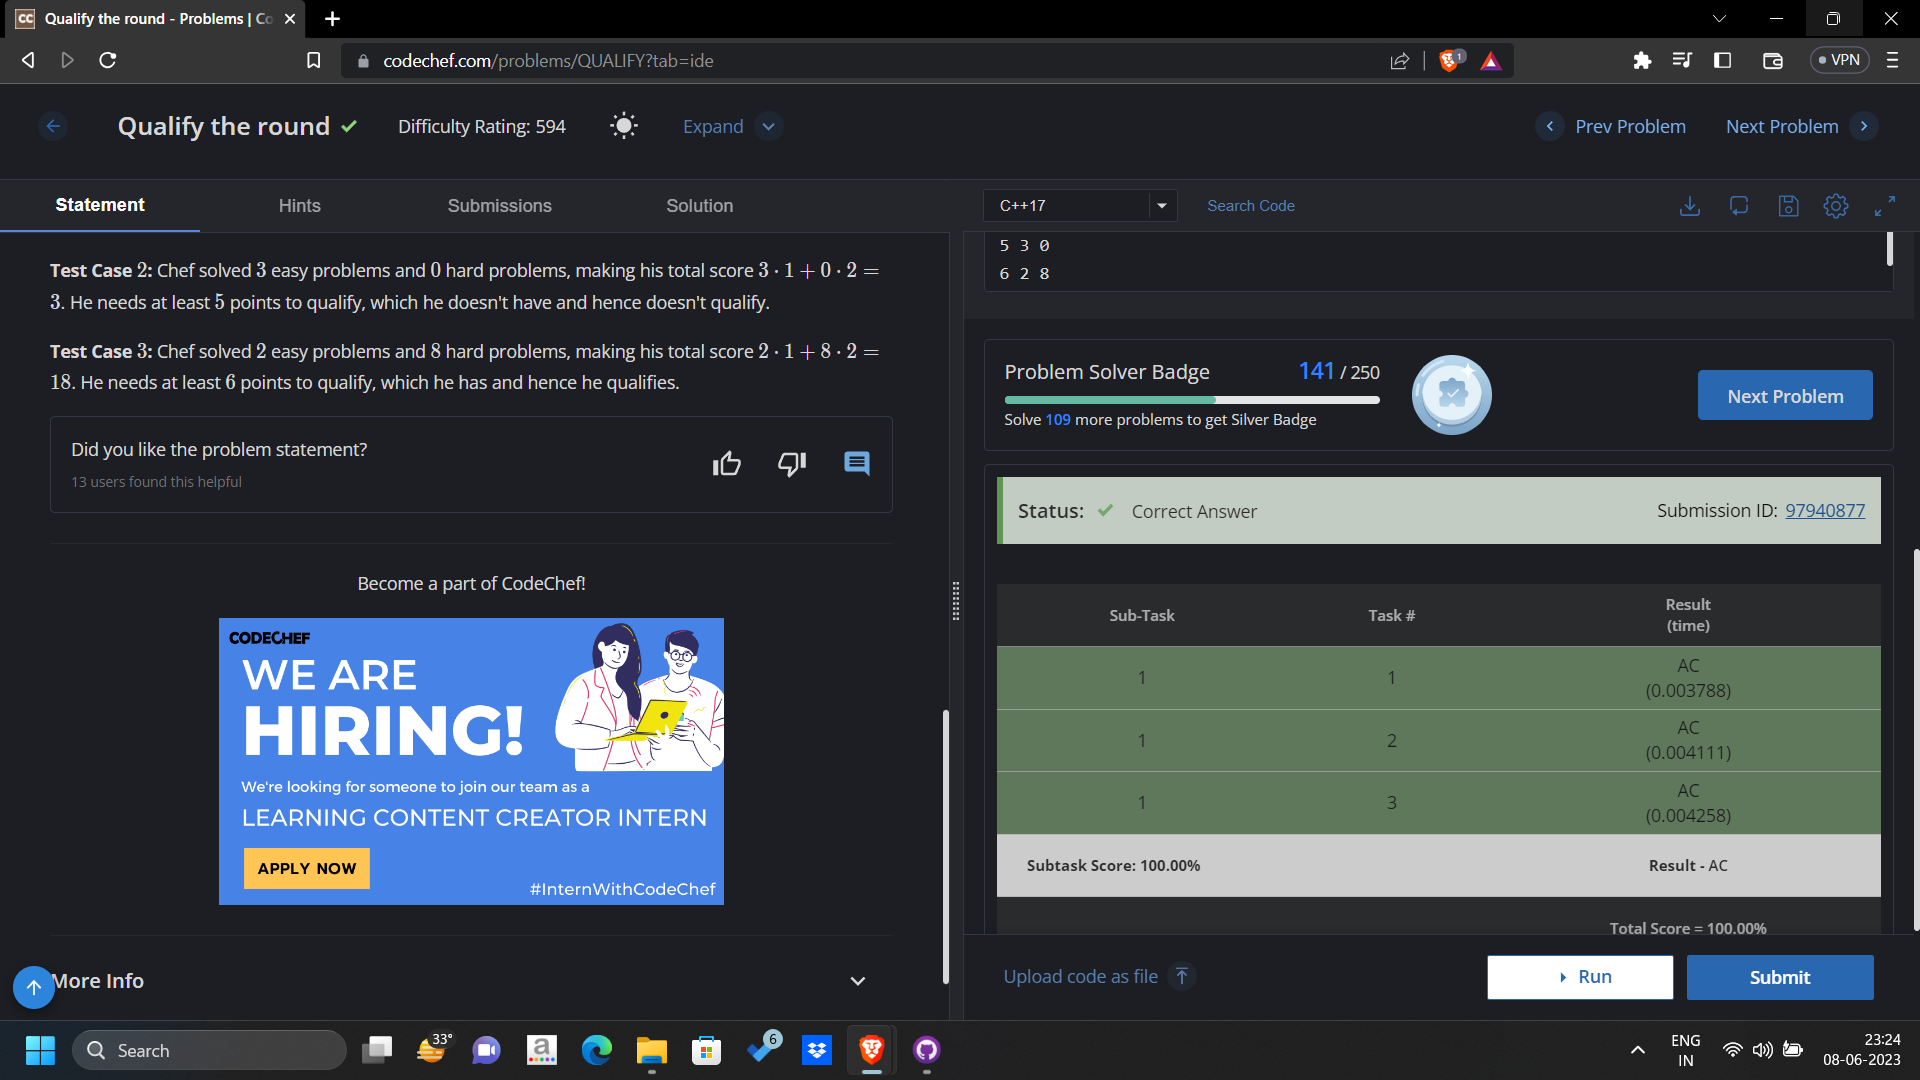 Qualify the round - Problems | Co
codechef.com/problems/QUALIFY?tab=ide
1
VPN
Qualify the round
Difficulty Rating: 594
Expand
Prev Problem
Next Problem
Statement
Hints
Submissions
Solution
Test Case 2: Chef solved 3 easy problems and 0 hard problems, making his total score 3 · 1 + 0 · 2 =
3. He needs at least 5 points to qualify, which he doesn't have and hence doesn't qualify.
Test Case 3: Chef solved 2 easy problems and 8 hard problems, making his total score 2 · 1 + 8 · 2 =
18. He needs at least 6 points to qualify, which he has and hence he qualifies.
Did you like the problem statement?
13 users found this helpful
Become a part of CodeChef!
CODECHEF
WE ARE
HIRING!
We're looking for someone to join our team as a
LEARNING CONTENT CREATOR INTERN
APPLY NOW
#InternWithCodeChef
More Info
C++17
Search Code
5 3 0
6 2 8
Problem Solver Badge
141 / 250
Solve 109 more problems to get Silver Badge
Next Problem
Status:
Correct Answer
Submission ID: 97940877
Sub-Task
Task #
Result
(time)
1
1
AC
(0.003788)
1
2
AC
(0.004111)
1
3
AC
(0.004258)
Subtask Score: 100.00%
Result - AC
Total Score = 100.00%
Upload code as file
Run
Submit
Search
33°
a
6
ENG
IN
23:24
08-06-2023